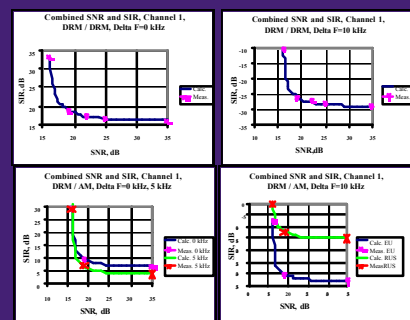 Combined SNR and SIR, Channel 1,
DRM / DRM, Delta F=0 kHz
SIR, dB
35
30
25
20
15
15 20 25 30 35
SNR, dB
Calc.
Meas.
Combined SNR and SIR, Channel 1,
DRM / DRM, Delta F=10 kHz
SIR, dB
-10
-15
-20
-25
-30
-35
10 15 20 25 30 35
SNR,dB
Calc.
Meas.
Combined SNR and SIR, Channel 1,
DRM / AM, Delta F=0 kHz, 5 kHz
SIR, dB
30
25
20
15
10
5
0
10 15 20 25 30 35
SNR, dB
Calc. 0 kHz
Meas. 0 kHz
Calc. 5 kHz
Meas. 5 kHz
Combined SNR and SIR, Channel 1,
DRM / AM, Delta F=10 kHz
SIR, dB
SNR, dB
Calc. EU
Meas. EU
Calc. RUS
MeasRUS